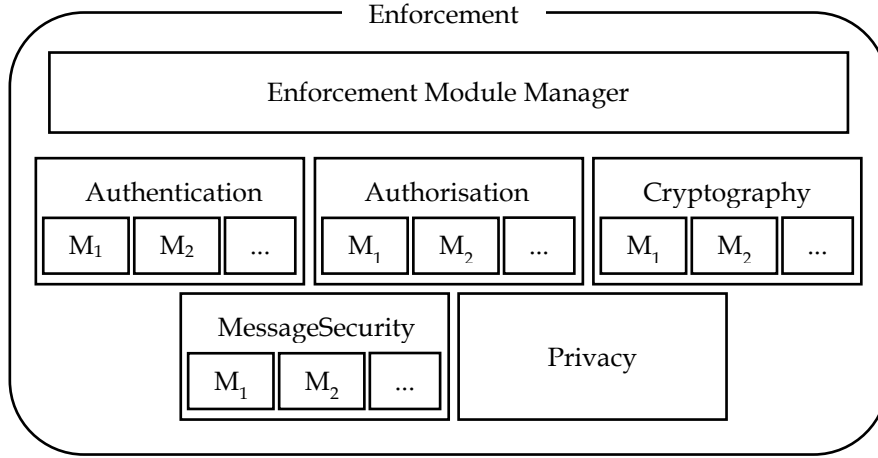 Enforcement
Enforcement Module Manager
Authentication Authorisation Cryptography
M₁ M₂ ... M₁ M₂ ... M₁ M₂ ...
MessageSecurity
Privacy
M₁ M₂ ...